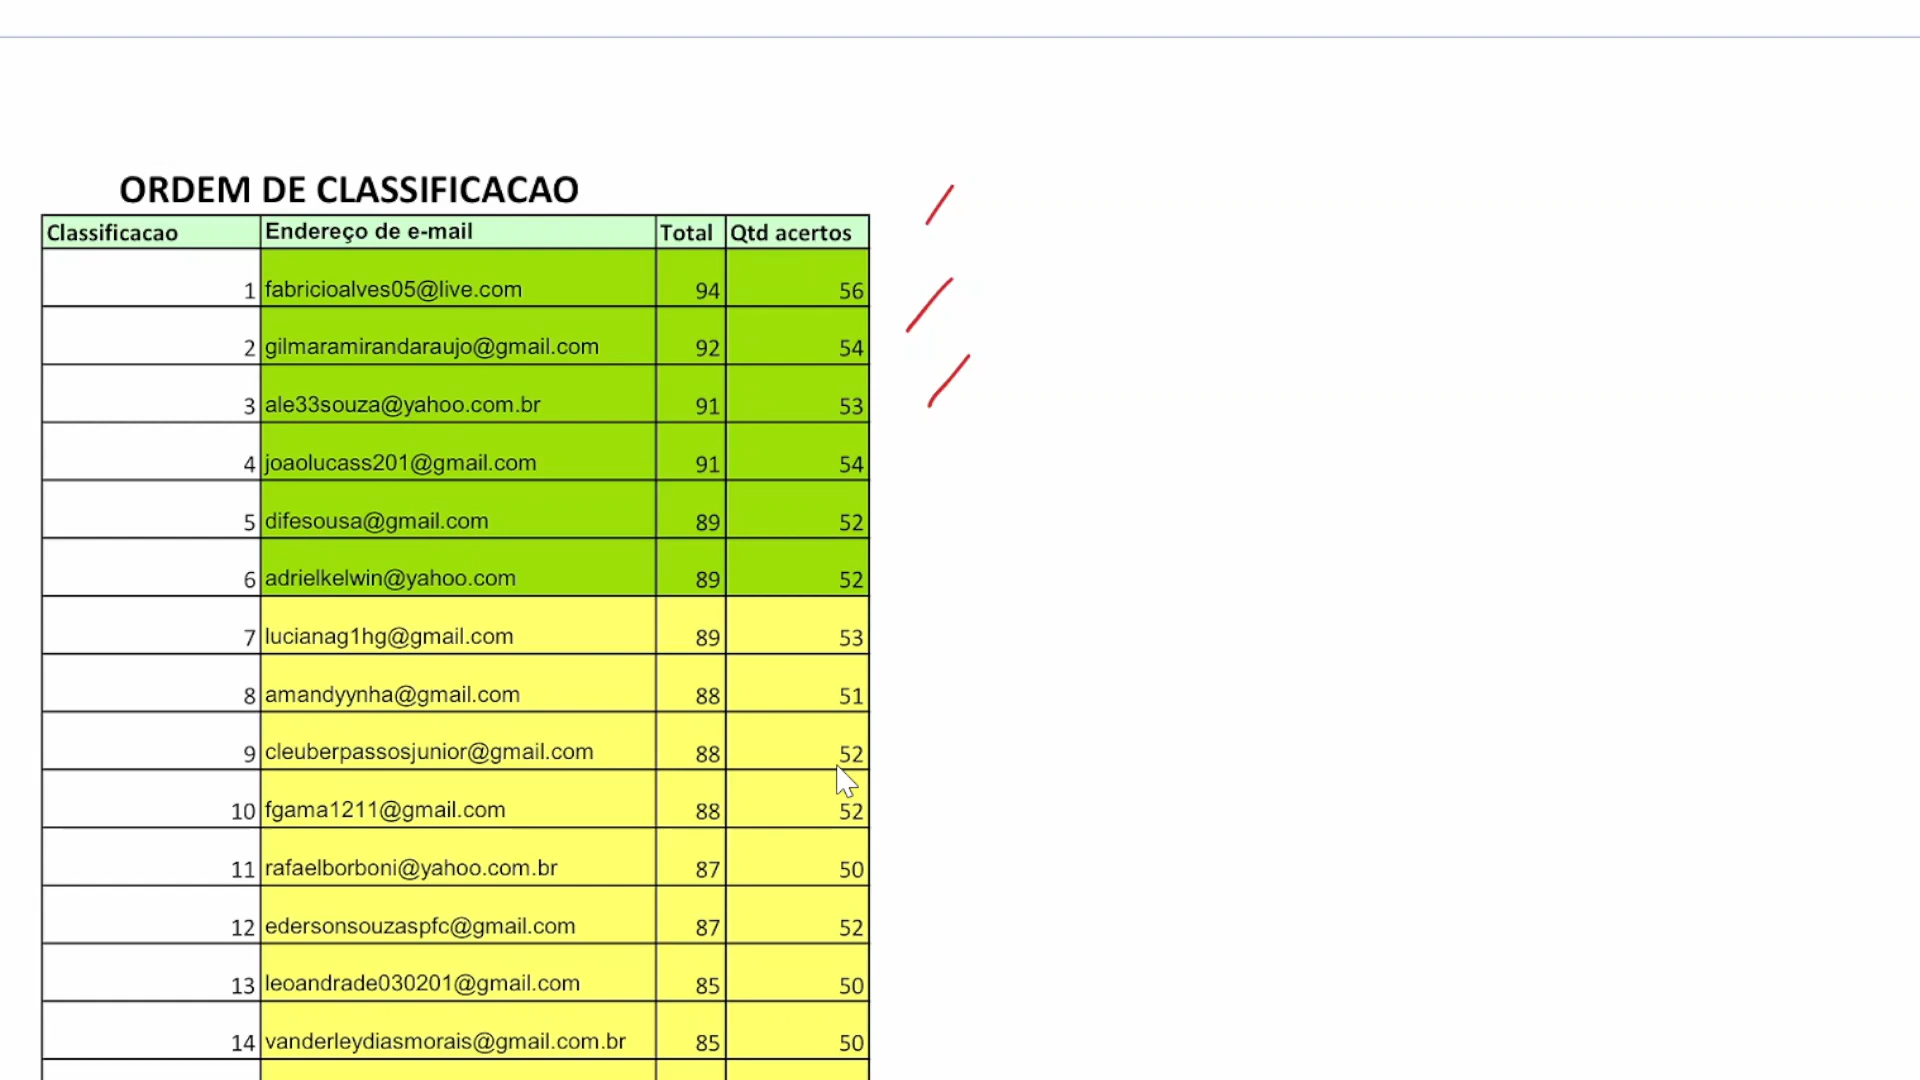 ORDEM DE CLASSIFICACAO
Classificacao Endereço de e-mail Total Qtd acertos
1 fabricioalves05@live.com 94 56
2 gilmaramirandaraujo@gmail.com 92 54
3 ale33souza@yahoo.com.br 91 53
4 joaolucass201@gmail.com 91 54
5 difesousa@gmail.com 89 52
6 adrielkelwin@yahoo.com 89 52
7 lucianag1hg@gmail.com 89 53
8 amandyynha@gmail.com 88 51
9 cleuberpassosjunior@gmail.com 88 52
10 fgama1211@gmail.com 88 52
11 rafaelborboni@yahoo.com.br 87 50
12 edersonsouzaspfc@gmail.com 87 52
13 leoandrade030201@gmail.com 85 50
14 vanderleydiasmorais@gmail.com.br 85 50